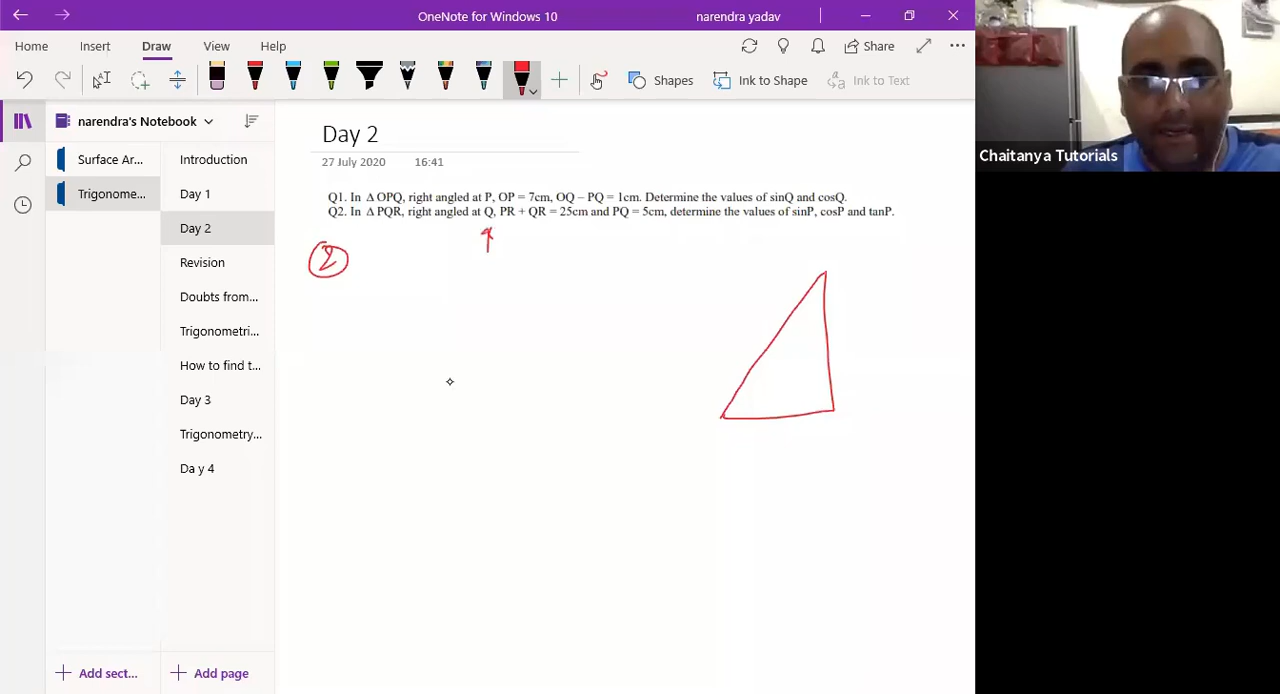 OneNote for Windows 10
narendra yadav
Home Insert Draw View Help
Share
Shapes
Ink to Shape
Ink to Text
narendra's Notebook
Surface Ar...
Trigonome...
Introduction
Day 1
Day 2
Revision
Doubts from...
Trigonometri...
How to find t...
Day 3
Trigonometry,...
Da y 4
Add sect...
Add page
Day 2
27 July 2020 16:41
Q1. In Δ OPQ, right angled at P, OP = 7cm, OQ – PQ = 1cm. Determine the values of sinQ and cosQ.
Q2. In Δ PQR, right angled at Q, PR + QR = 25cm and PQ = 5cm, determine the values of sinP, cosP and tanP.
2
Chaitanya Tutorials